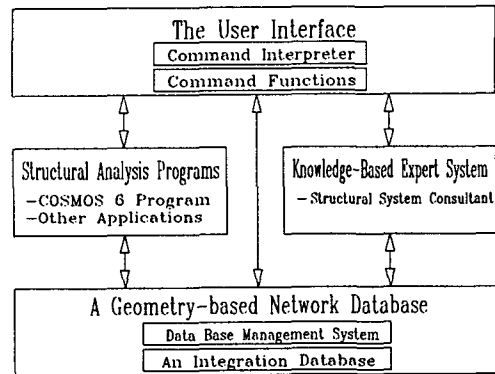 The User Interface
Command Interpreter
Command Functions
Structural Analysis Programs
-COSMOS 6 Program
-Other Applications
Knowledge-Based Expert System
- Structural System Consultant
A Geometry-based Network Database
Data Base Management System
An Integration Database